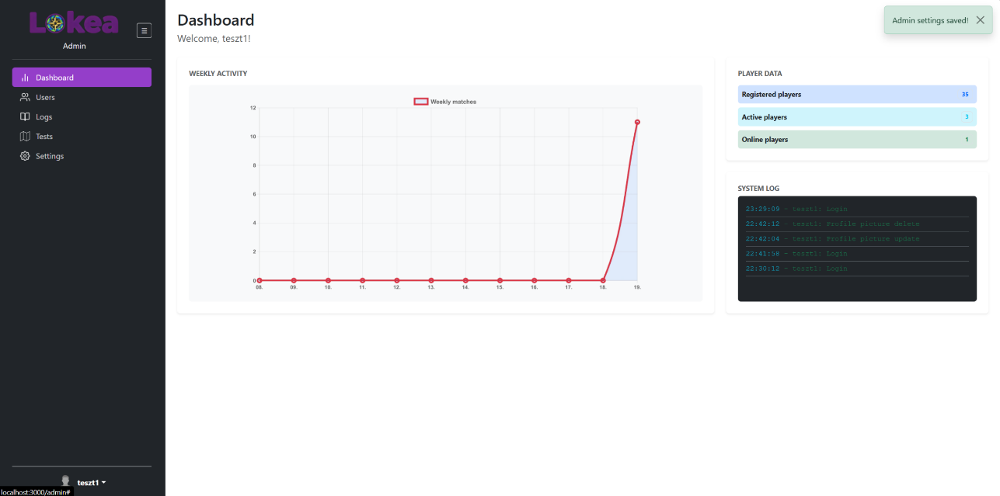 Lokea
Admin
Dashboard
Users
Logs
Tests
Settings
teszt1
localhost:3000/admin#
Dashboard
Welcome, teszt1!
Admin settings saved!
WEEKLY ACTIVITY
Weekly matches
12
10
8
6
4
2
0
08. 09. 10. 11. 12. 13. 14. 15. 16. 17. 18. 19.
PLAYER DATA
Registered players 35
Active players 3
Online players 1
SYSTEM LOG
23:29:09 - teszt1: Login
22:42:12 - teszt1: Profile picture delete
22:42:04 - teszt1: Profile picture update
22:41:58 - teszt1: Login
22:30:12 - teszt1: Login